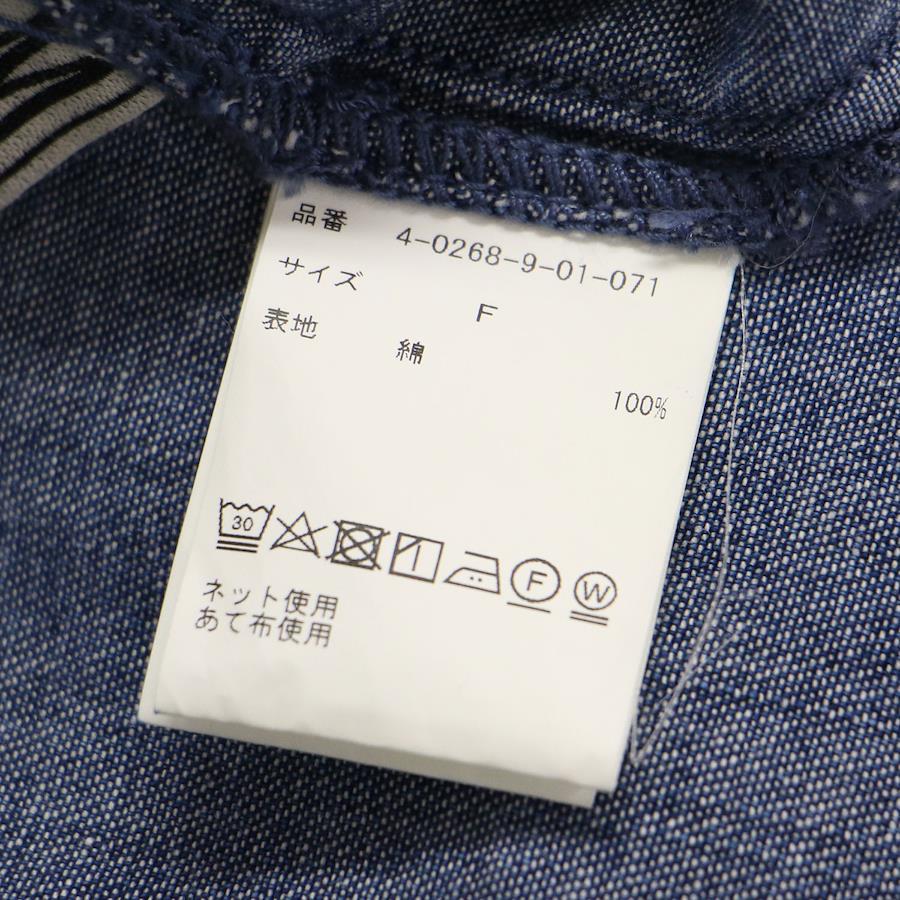 品番 4-0268-9-01-071
サイズ F
表地 綿 100%
30 F W
ネット使用
あて布使用